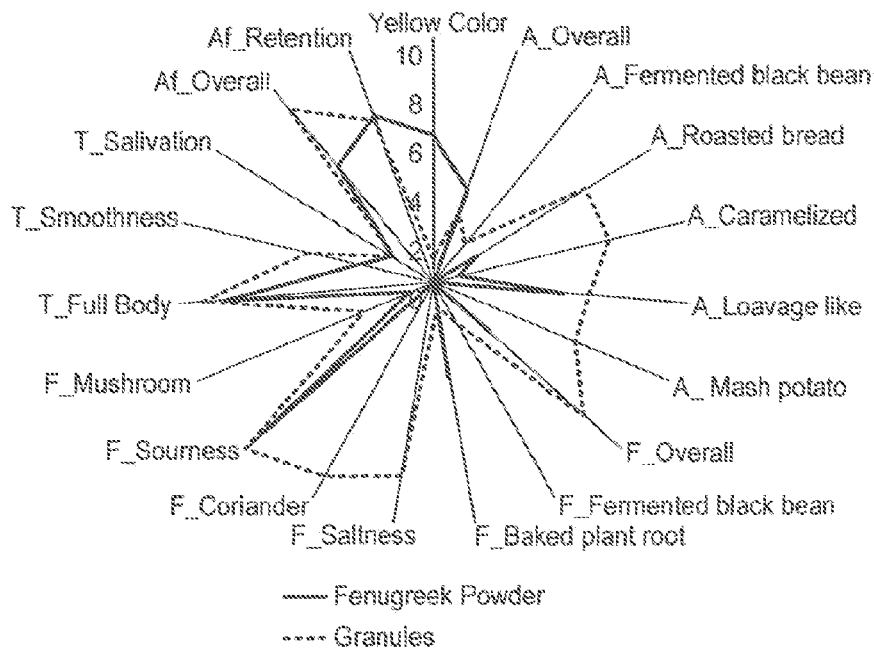 Yellow Color
A_Overall
A_Fermented black bean
A_Roasted bread
A_Caramelized
A_Loavage like
A_ Mash potato
F_Overall
F_Fermented black bean
F_Baked plant root
F_Saltness
F_Coriander
F_Sourness
F_Mushroom
T_Full Body
T_Smoothness
T_Salivation
Af_Overall
Af_Retention
10
8
6
4
Fenugreek Powder
Granules